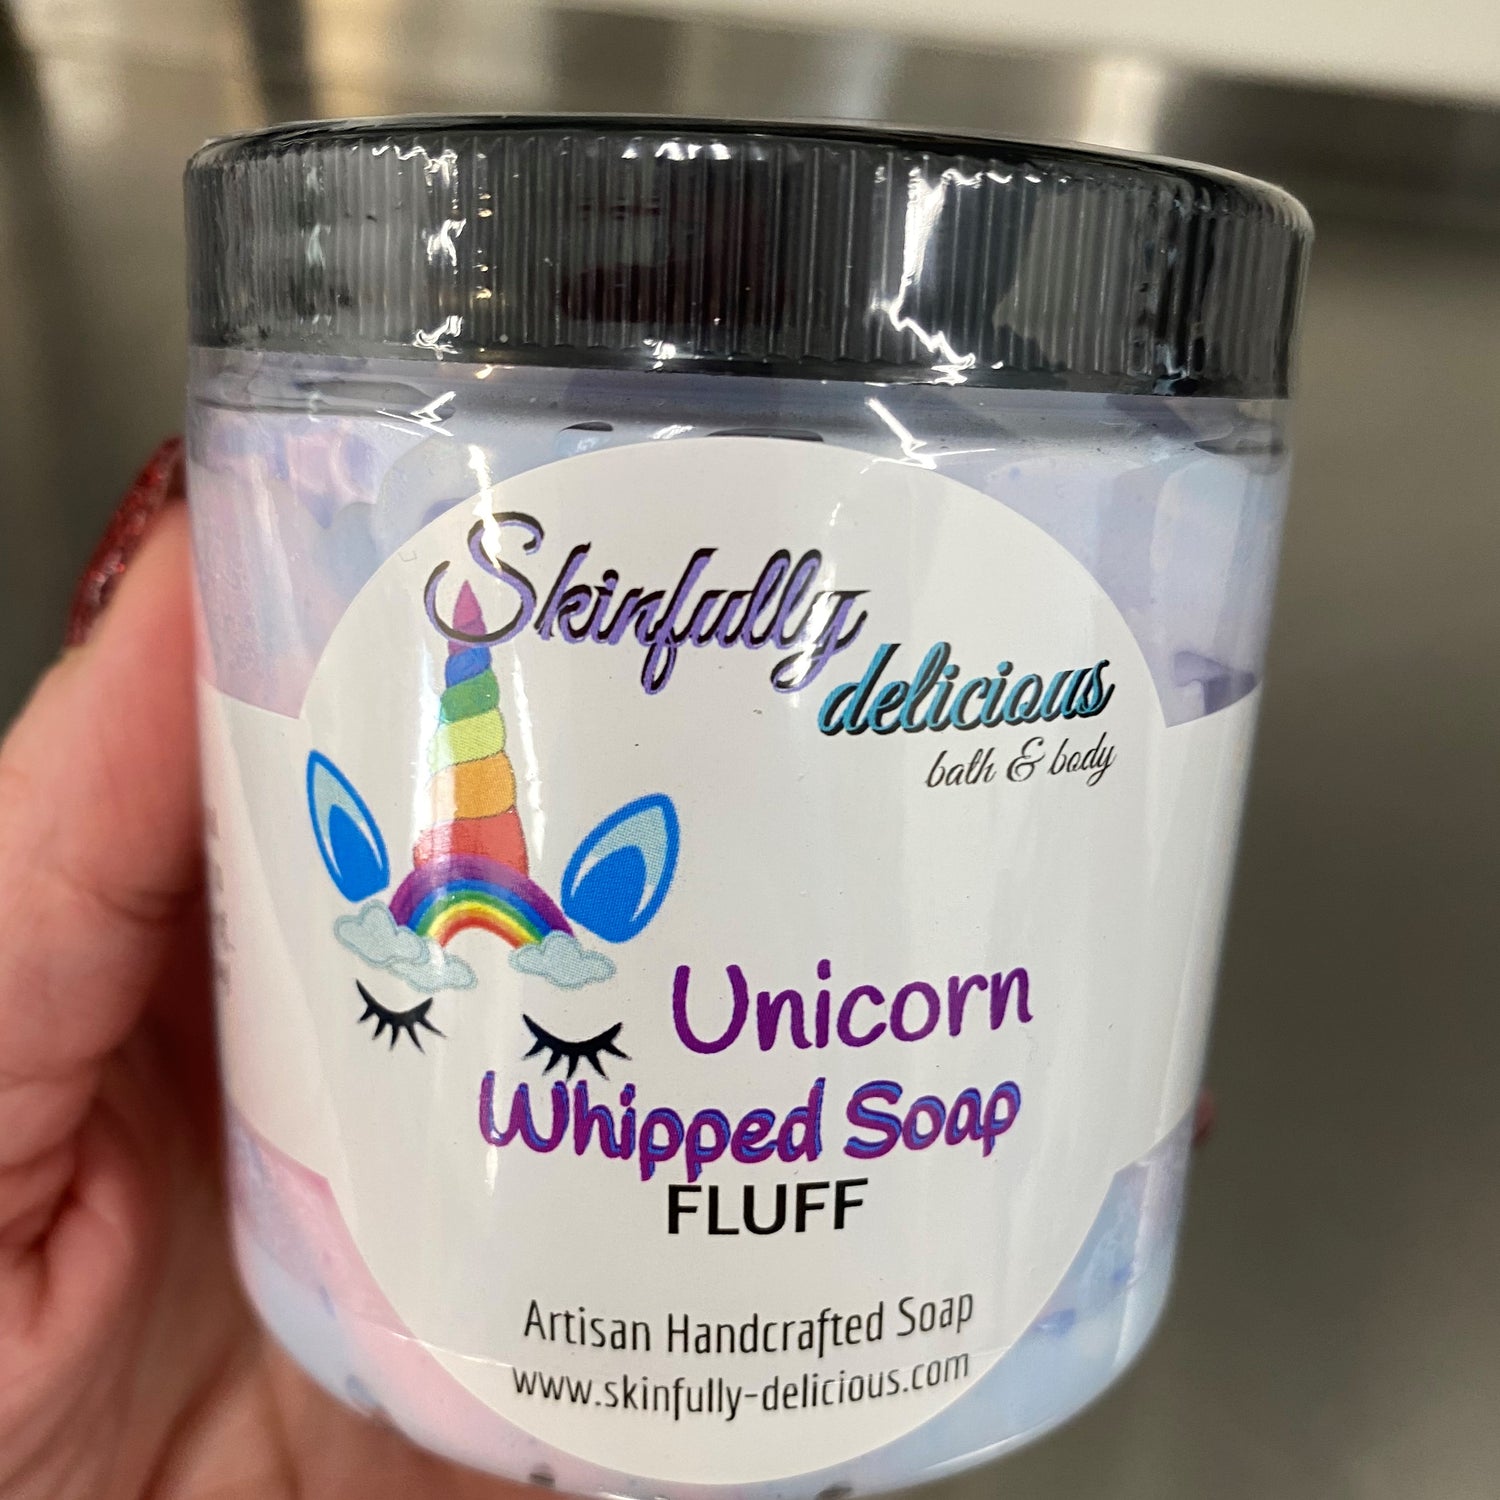 Skinfully
delicious
bath & body
Unicorn
Whipped Soap
FLUFF
Artisan Handcrafted Soap
www.skinfully-delicious.com